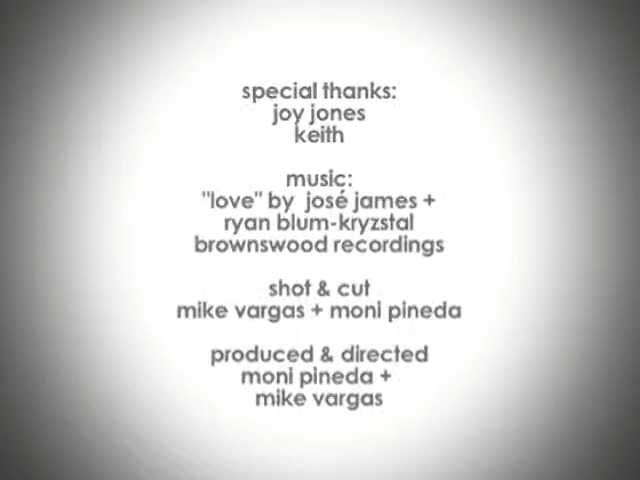 special thanks:
joy jones
keith
music:
"love" by josé james +
ryan blum-kryzstal
brownswood recordings
shot & cut
mike vargas + moni pineda
produced & directed
moni pineda +
mike vargas